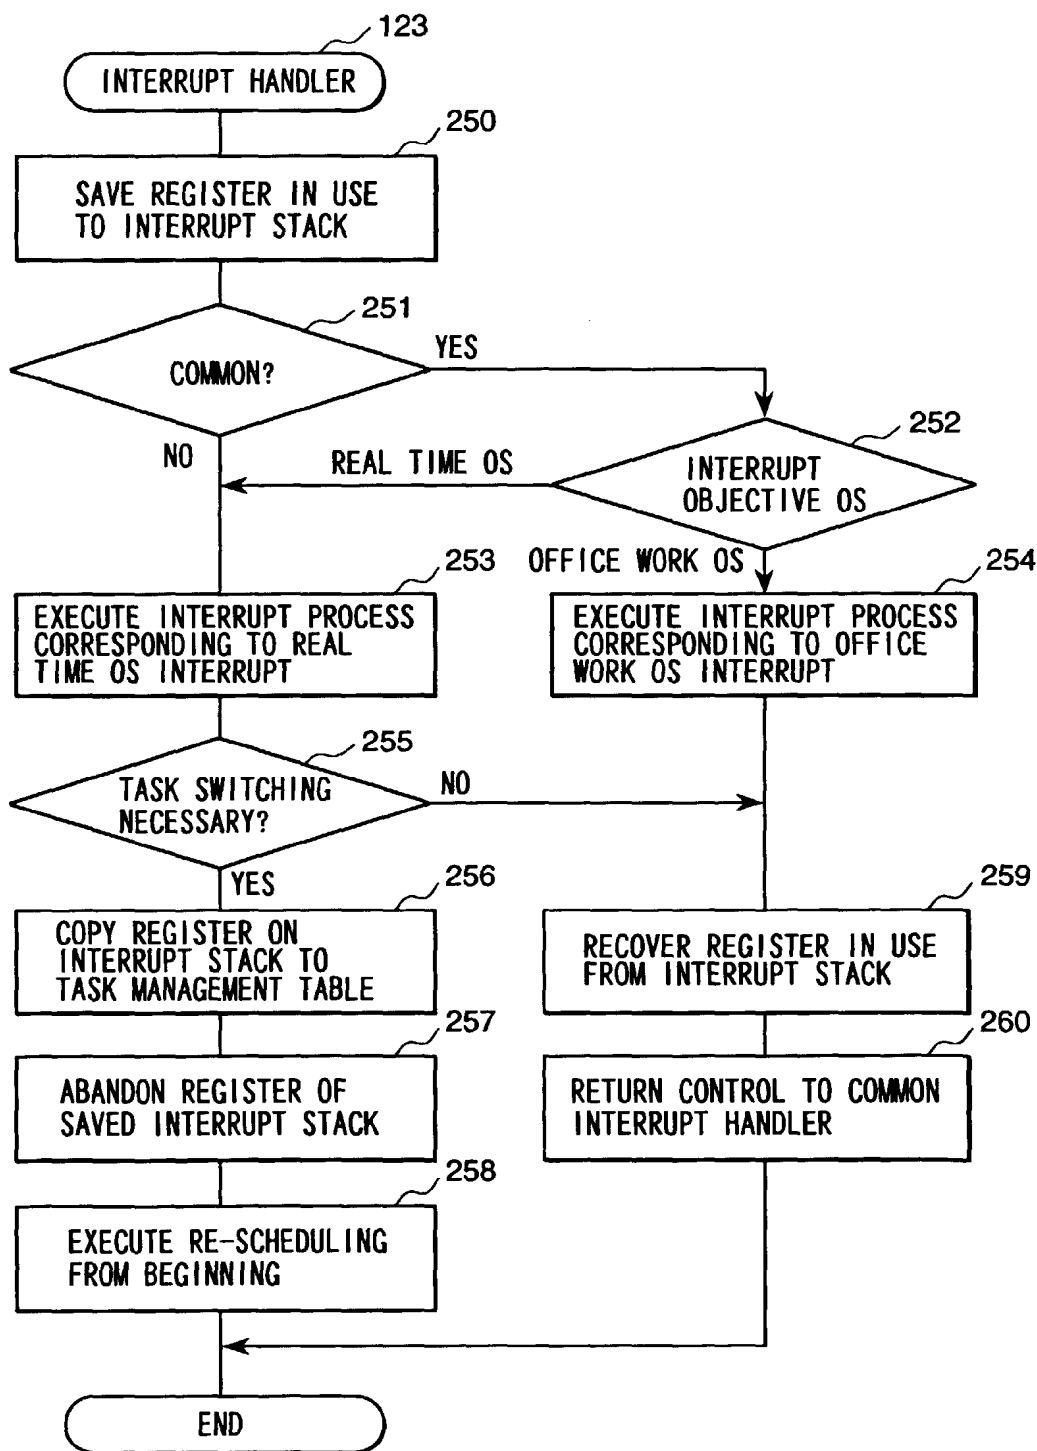 123
INTERRUPT HANDLER
250
SAVE REGISTER IN USE
TO INTERRUPT STACK
251
COMMON?
YES
NO
252
INTERRUPT
OBJECTIVE OS
REAL TIME OS
OFFICE WORK OS
253
EXECUTE INTERRUPT PROCESS
CORRESPONDING TO REAL
TIME OS INTERRUPT
254
EXECUTE INTERRUPT PROCESS
CORRESPONDING TO OFFICE
WORK OS INTERRUPT
255
TASK SWITCHING
NECESSARY?
NO
YES
256
COPY REGISTER ON
INTERRUPT STACK TO
TASK MANAGEMENT TABLE
259
RECOVER REGISTER IN USE
FROM INTERRUPT STACK
257
ABANDON REGISTER OF
SAVED INTERRUPT STACK
260
RETURN CONTROL TO COMMON
INTERRUPT HANDLER
258
EXECUTE RE-SCHEDULING
FROM BEGINNING
END